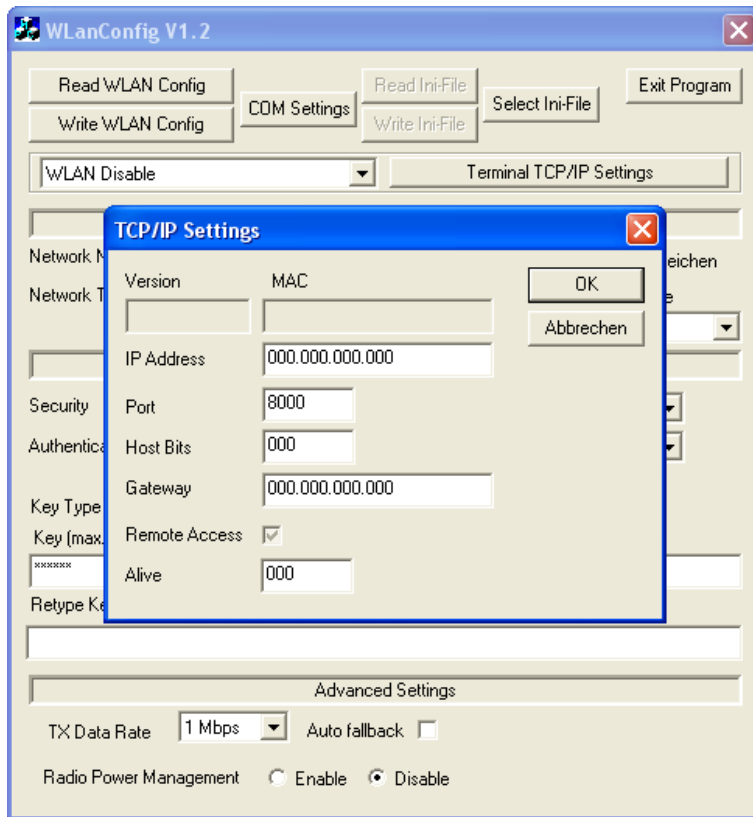 WLanConfig V1.2
Read WLAN Config
Write WLAN Config
COM Settings
Read Ini-File
Write Ini-File
Select Ini-File
Exit Program
WLAN Disable
Terminal TCP/IP Settings
Network
Network
eichen
Security
Key Type
Key (max.
xxxxxx
Retype
TCP/IP Settings
Version
MAC
OK
Abbrechen
IP Address
000.000.000.000
Port
8000
Host Bits
000
Gateway
000.000.000.000
Remote Access
Alive
000
Advanced Settings
TX Data Rate
1 Mbps
Auto fallback
Radio Power Management
Enable
Disable